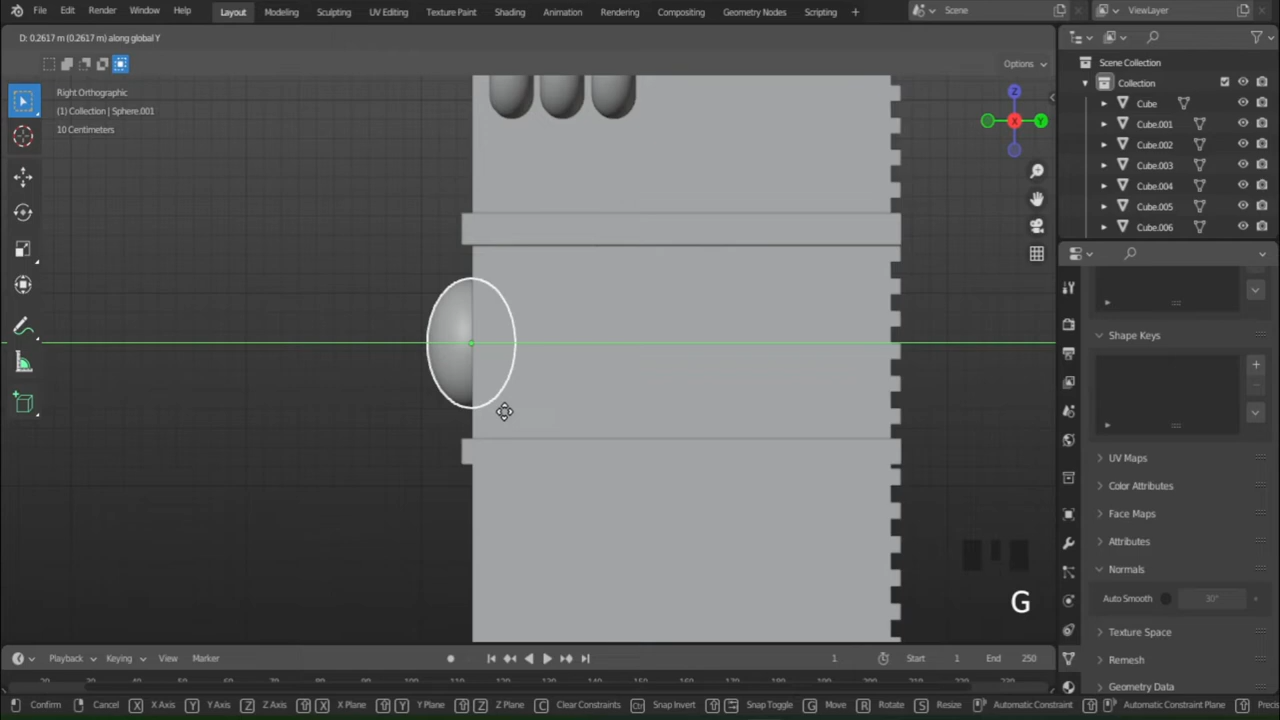 File Edit Render Window Help Layout Modeling Sculpting UV Editing Texture Paint Shading Animation Rendering Compositing Geometry Nodes Scripting + Scene ViewLayer
D: 0.2617 m (0.2617 m) along global Y
Options
Right Orthographic
(1) Collection | Sphere.001
10 Centimeters
Z
X
Y
G
Scene Collection
Collection
Cube
Cube.001
Cube.002
Cube.003
Cube.004
Cube.005
Cube.006
Shape Keys
UV Maps
Color Attributes
Face Maps
Attributes
Normals
Auto Smooth 30°
Texture Space
Remesh
Geometry Data
Playback Keying View Marker 1 Start 1 End 250
Confirm Cancel X X Axis Y Y Axis Z Z Axis X X Plane Y Y Plane Z Z Plane C Clear Constraints Ctrl Snap Invert Snap Toggle G Move R Rotate S Resize Automatic Constraint Automatic Constraint Plane